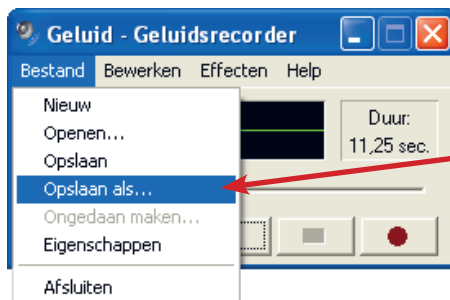 Geluid - Geluidsrecorder
Bestand Bewerken Effecten Help
Nieuw
Openen...
Opslaan
Opslaan als...
Ongedaan maken...
Eigenschappen
Afsluiten
Duur:
11,25 sec.